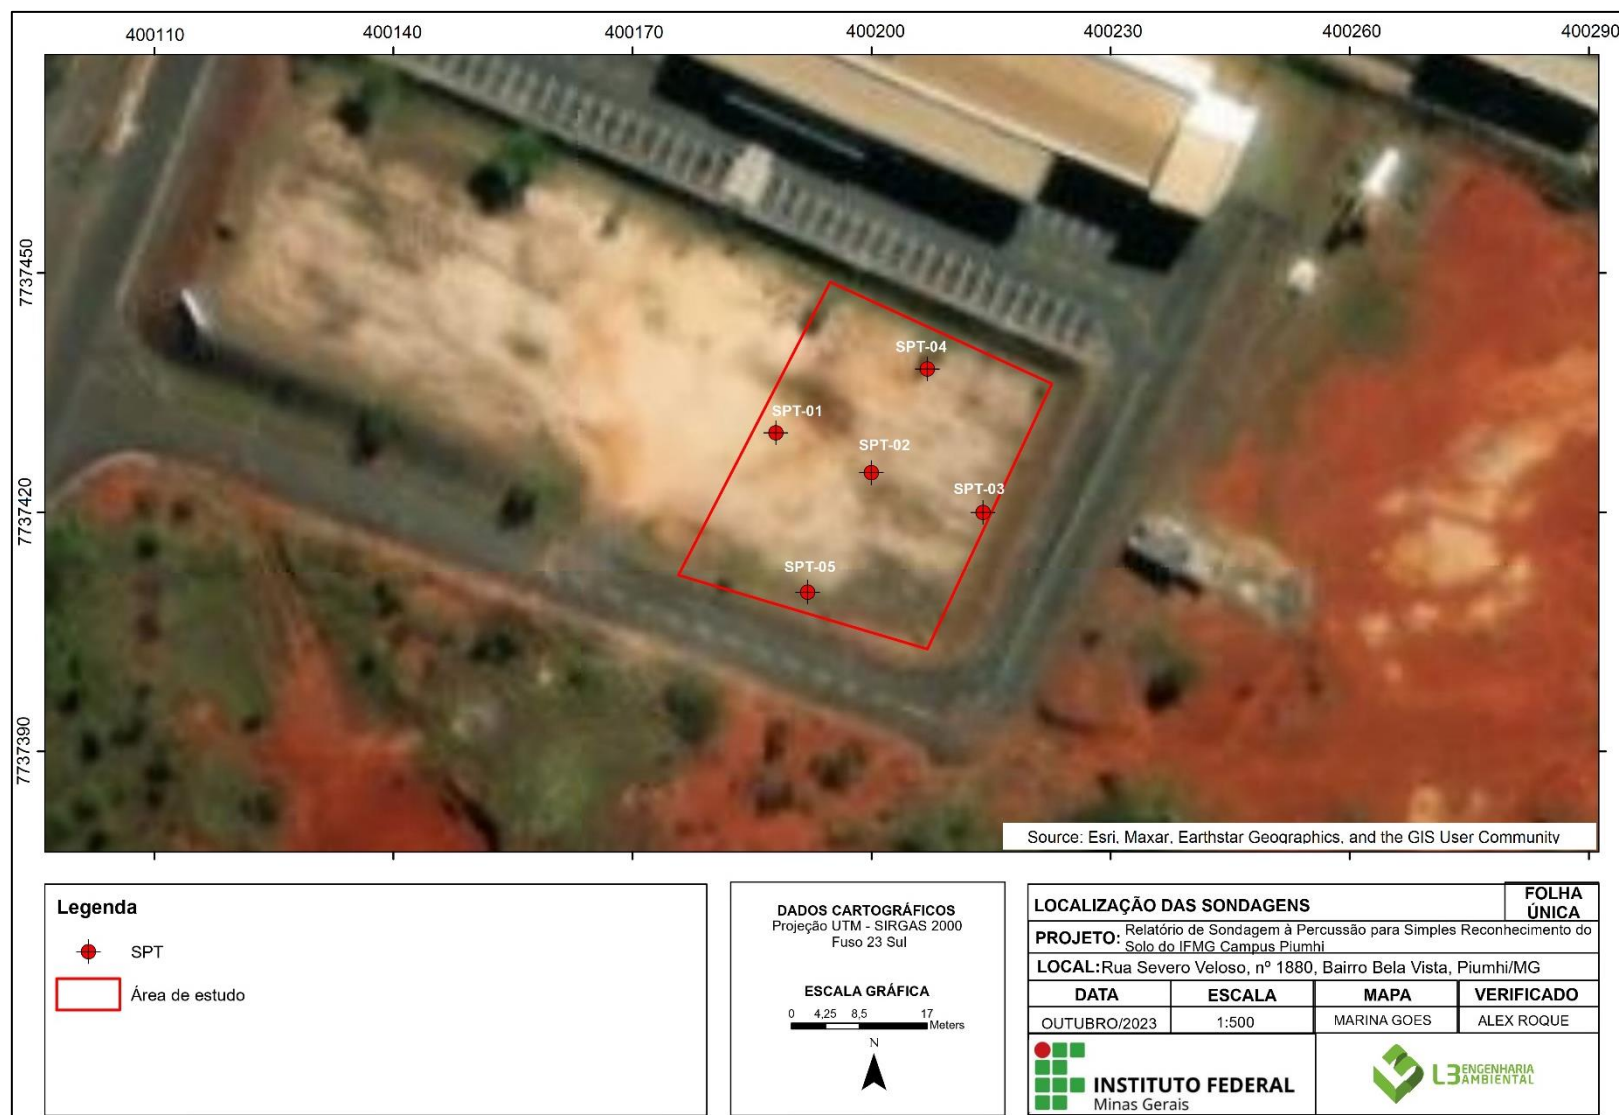 400110 400140 400170 400200 400230 400260 400290
7737450
7737420
7737390
SPT-04
SPT-01
SPT-02
SPT-03
SPT-05
Source: Esri, Maxar, Earthstar Geographics, and the GIS User Community
Legenda
SPT
Área de estudo
DADOS CARTOGRÁFICOS
Projeção UTM - SIRGAS 2000
Fuso 23 Sul
ESCALA GRÁFICA
0 4,25 8,5 17
Meters
N
LOCALIZAÇÃO DAS SONDAGENS
FOLHA
ÚNICA
PROJETO: Relatório de Sondagem à Percussão para Simples Reconhecimento do
Solo do IFMG Campus Piumhi
LOCAL: Rua Severo Veloso, nº 1880, Bairro Bela Vista, Piumhi/MG
DATA ESCALA MAPA VERIFICADO
OUTUBRO/2023 1:500 MARINA GOES ALEX ROQUE
INSTITUTO FEDERAL
Minas Gerais
L3 ENGENHARIA
AMBIENTAL